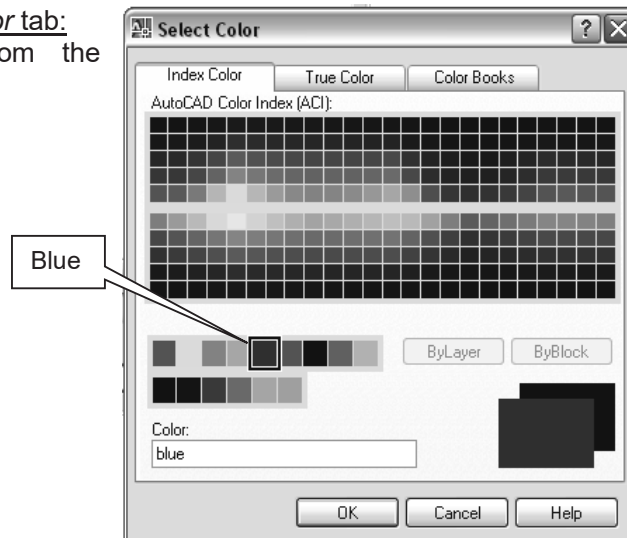 or tab:
om the
Select Color
Index Color
True Color
Color Books
AutoCAD Color Index (ACI):
Blue
ByLayer
ByBlock
Color:
blue
OK
Cancel
Help